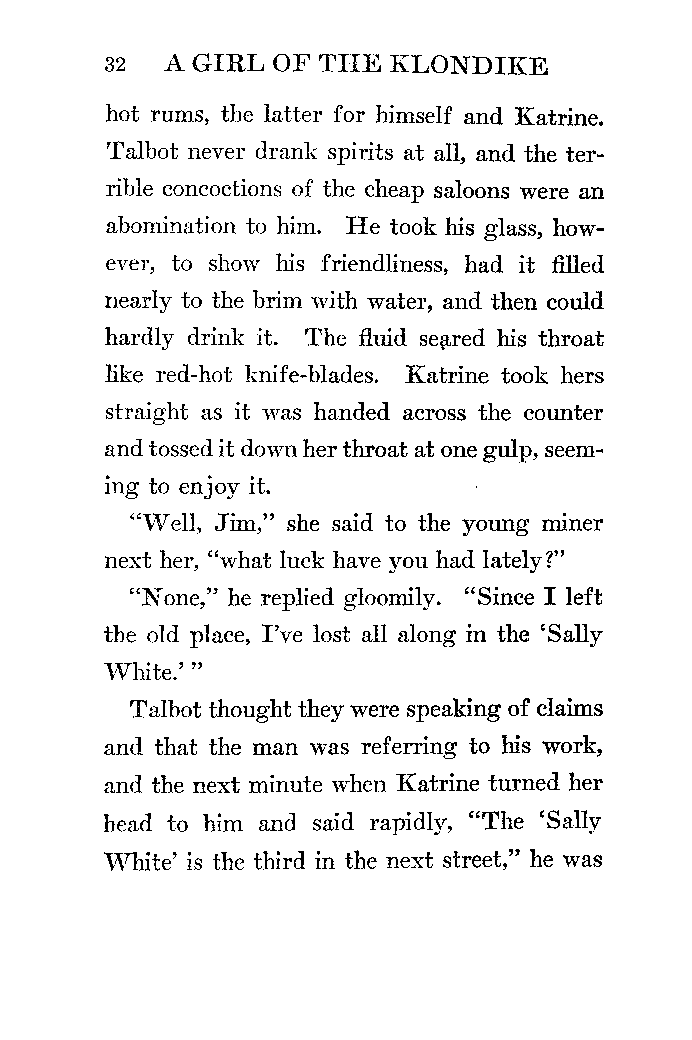 32 A GIRL OF THE KLONDIKE
hot rums, the latter for himself and Katrine.
Talbot never drank spirits at all, and the ter-
rible concoctions of the cheap saloons were an
abomination to him. He took his glass, how-
ever, to show his friendliness, had it filled
nearly to the brim with water, and then could
hardly drink it. The fluid seared his throat
like red-hot knife-blades. Katrine took hers
straight as it was handed across the counter
and tossed it down her throat at one gulp, seem-
ing to enjoy it.
“Well, Jim,” she said to the young miner
next her, “what luck have you had lately?”
“None,” he replied gloomily. “Since I left
the old place, I’ve lost all along in the ‘Sally
White.’ ”
Talbot thought they were speaking of claims
and that the man was referring to his work,
and the next minute when Katrine turned her
head to him and said rapidly, “The ‘Sally
White’ is the third in the next street,” he was